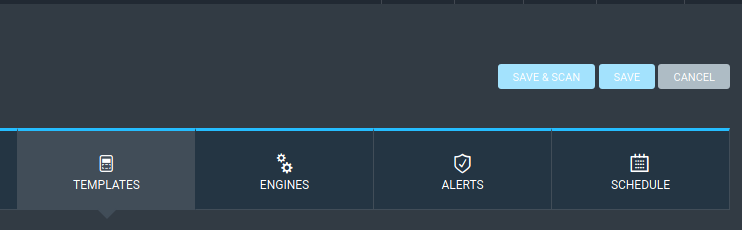 SAVE & SCAN SAVE CANCEL
TEMPLATES ENGINES ALERTS SCHEDULE